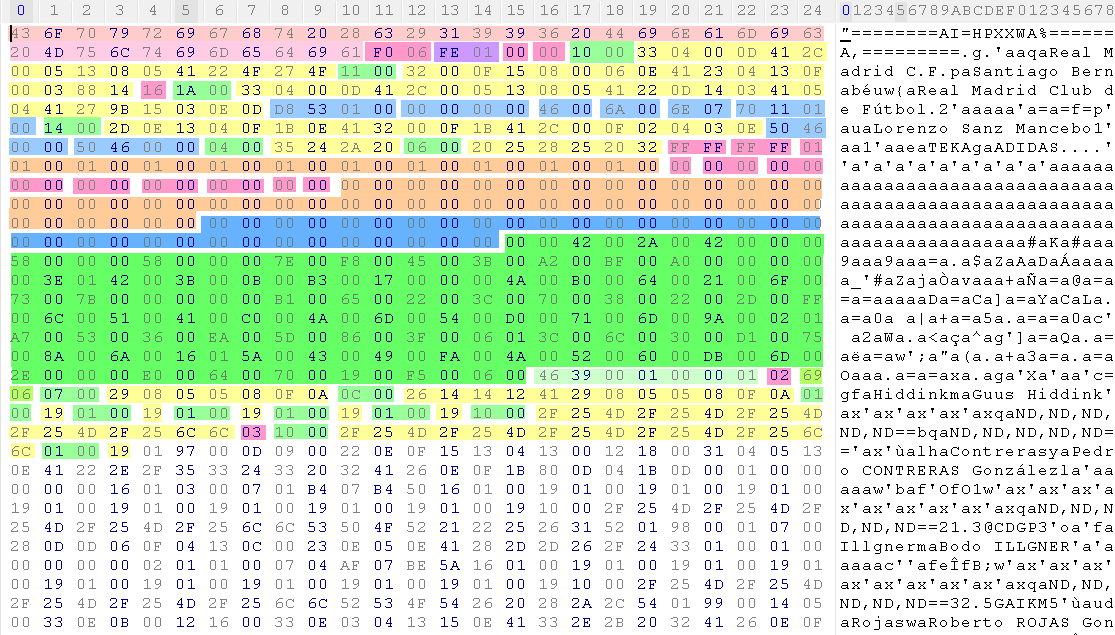 0 1 2 3 4 5 6 7 8 9 10 11 12 13 14 15 16 17 18 19 20 21 22 23 24 0123456789ABCDEF012345678
43 6F 70 79 72 69 67 68 74 20 28 63 29 31 39 39 36 20 44 69 6E 61 6D 69 63 "========AI=HPXXWA%=======
20 4D 75 6C 74 69 6D 65 64 69 61 F0 06 FE 01 00 00 10 00 33 04 00 0D 41 2C A,=========.g.'aaqaReal M
00 05 13 08 05 41 22 4F 27 4F 11 00 32 00 0F 15 08 00 06 0E 41 23 04 13 0F adrid C.F.paSantiago Bern
00 03 88 14 16 1A 00 33 04 00 0D 41 2C 00 05 13 08 05 41 22 0D 14 03 41 05 abéuw{aReal Madrid Club d
04 41 27 9B 15 03 0E 0D D8 53 01 00 00 00 00 00 46 00 6A 00 6E 07 70 11 01 e Fútbol.2'aaaaa'a=a=f=p'
00 14 00 2D 0E 13 04 0F 1B 0E 41 32 00 0F 1B 41 2C 00 0F 02 04 03 0E 50 46 auaLorenzo Sanz Mancebo1'
00 00 50 46 00 00 04 00 35 24 2A 20 06 00 20 25 28 25 20 32 FF FF FF FF 01 aa1'aaeaTEKAgaADIDAS....'
01 00 01 00 01 00 01 00 01 00 01 00 01 00 01 00 01 00 01 00 00 00 00 00 00 'a'a'a'a'a'a'a'a'a'aaaaaa
00 00 00 00 00 00 00 00 00 00 00 00 00 00 00 00 00 00 00 00 00 00 00 00 00 aaaaaaaaaaaaaaaaaaaaaaaaa
00 00 00 00 00 00 00 00 00 00 00 00 00 00 00 00 00 00 00 00 00 00 00 00 00 aaaaaaaaaaaaaaaaaaaaaaaaa
00 00 00 00 00 00 00 00 00 00 00 00 00 00 00 00 00 00 00 00 00 00 00 00 00 aaaaaaaaaaaaaaaaaaaaaaaaa
00 00 00 00 00 00 00 00 00 00 00 00 00 00 00 00 00 42 00 2A 00 42 00 00 00 aaaaaaaaaaaaaaaaa#aKa#aaa
58 00 00 00 58 00 00 00 7E 00 F8 00 45 00 3B 00 A2 00 BF 00 A0 00 00 00 00 9aaa9aaa=a.a$aZaAaDaÁaaaa
00 3E 01 42 00 3B 00 0B 00 B3 00 17 00 00 00 4A 00 B0 00 64 00 21 00 6F a_'#aZajaÒavaaa+aÑa=a@a=a
73 00 7B 00 00 00 00 00 B1 00 65 00 22 00 3C 00 70 00 38 00 22 00 2D 00 FF =a=aaaaaDa=aCa]a=aYaCaLa.
00 6C 00 51 00 41 00 C0 00 4A 00 6D 00 54 00 D0 00 71 00 6D 00 9A 00 02 01
A7 00 53 00 36 00 EA 00 5D 00 86 00 3F 00 06 01 3C 00 6C 00 30 00 D1 00 75
00 8A 00 6A 00 16 01 5A 00 43 00 49 00 FA 00 4A 00 52 00 60 00 DB 00 6D
2E 00 00 00 E0 00 64 00 70 00 19 00 F5 00 06 00 46 39 00 01 00 00 01 02 69
06 07 00 29 08 05 05 08 0F 0A 0C 00 26 14 14 12 41 29 08 05 05 08 0F 0A 01 gfaHiddinkmaGuus Hiddink'
00 19 01 00 19 01 00 19 01 00 19 01 00 19 10 00 2F 25 4D 2F 25 4D 2F 25 4D ax'ax'ax'ax'axqaND,ND,ND,
2F 25 4D 2F 25 6C 6C 03 10 00 2F 25 4D 2F 25 4D 2F 25 4D 2F 25 4D 2F 25 6C ND,ND==bqaND,ND,ND,ND,ND=
6C 01 00 19 01 97 00 0D 09 00 22 0E 0F 15 13 04 13 00 12 18 00 31 04 05 13 ='ax'ùalhaContrerasyaPedr
0E 41 22 2E 2F 35 33 24 33 20 32 41 26 0E 0F 1B 80 0D 04 1B 0D 00 01 00 00 o CONTRERAS Gonzálezla'aa
00 00 00 16 01 03 00 07 01 B4 07 B4 50 16 01 00 19 01 00 19 01 00 19 01 00 aaaw'baf'OfO1w'ax'ax'ax'a
19 01 00 19 01 00 19 01 00 19 01 00 19 01 00 19 10 00 2F 25 4D 2F 25 4D 2F x'ax'ax'ax'ax'axqaND,ND,N
25 4D 2F 25 4D 2F 25 6C 6C 53 50 4F 52 21 22 25 26 31 52 01 98 00 01 07 00
28 0D 0D 06 0F 04 13 0C 00 23 0E 05 0E 41 28 2D 2D 26 2F 24 33 01 00 01 00 IllgnermaBodo ILLGNER'a'a
00 00 00 00 02 01 01 00 07 04 AF 07 BE 5A 16 01 00 19 01 00 19 01 00 19 01
00 19 01 00 19 01 00 19 01 00 19 01 00 19 01 00 19 10 00 2F 25 4D 2F 25 4D ax'ax'ax'ax'ax'axqaND,ND,
2F 25 4D 2F 25 4D 2F 25 6C 6C 52 53 4F 54 26 20 28 2A 2C 54 01 99 00 14 03 ND,ND,ND==32.5GAIKM5'ùaud
00 33 0E 0B 00 12 16 00 33 0E 03 04 13 15 0E 41 33 2E 2B 20 32 41 26 0E 0F aRojaswaRoberto ROJAS Gon